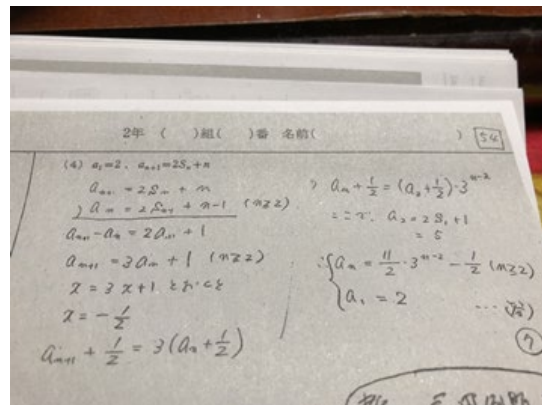 2年 ( )組( )番 名前( ) 54
(4) a₁=2、aₙ₊₁=2Sₙ+n
aₙ₊₁ = 2Sₙ + n
) aₙ = 2Sₙ₋₁ + n-1 (n≧2)
aₙ₊₁ - aₙ = 2aₙ + 1
aₙ₊₁ = 3aₙ + 1 (n≧2)
x = 3x+1 とおくと
x = -1/2
aₙ₊₁ + 1/2 = 3(aₙ + 1/2)
aₙ + 1/2 = (a₂ + 1/2)・3ⁿ⁻²
ここで、a₂ = 2S₁ + 1
= 5
∴ { aₙ = 11/2・3ⁿ⁻² - 1/2 (n≧2)
a₁ = 2
7